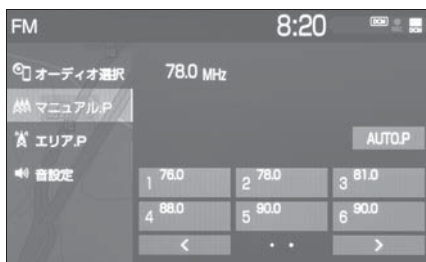 FM 8:20 DCM DCM
オーディオ選択 78.0 MHz
マニュアル.P
エリア.P AUTO.P
音設定
1 76.0 2 78.0 3 81.0
4 88.0 5 90.0 6 90.0
< • • >